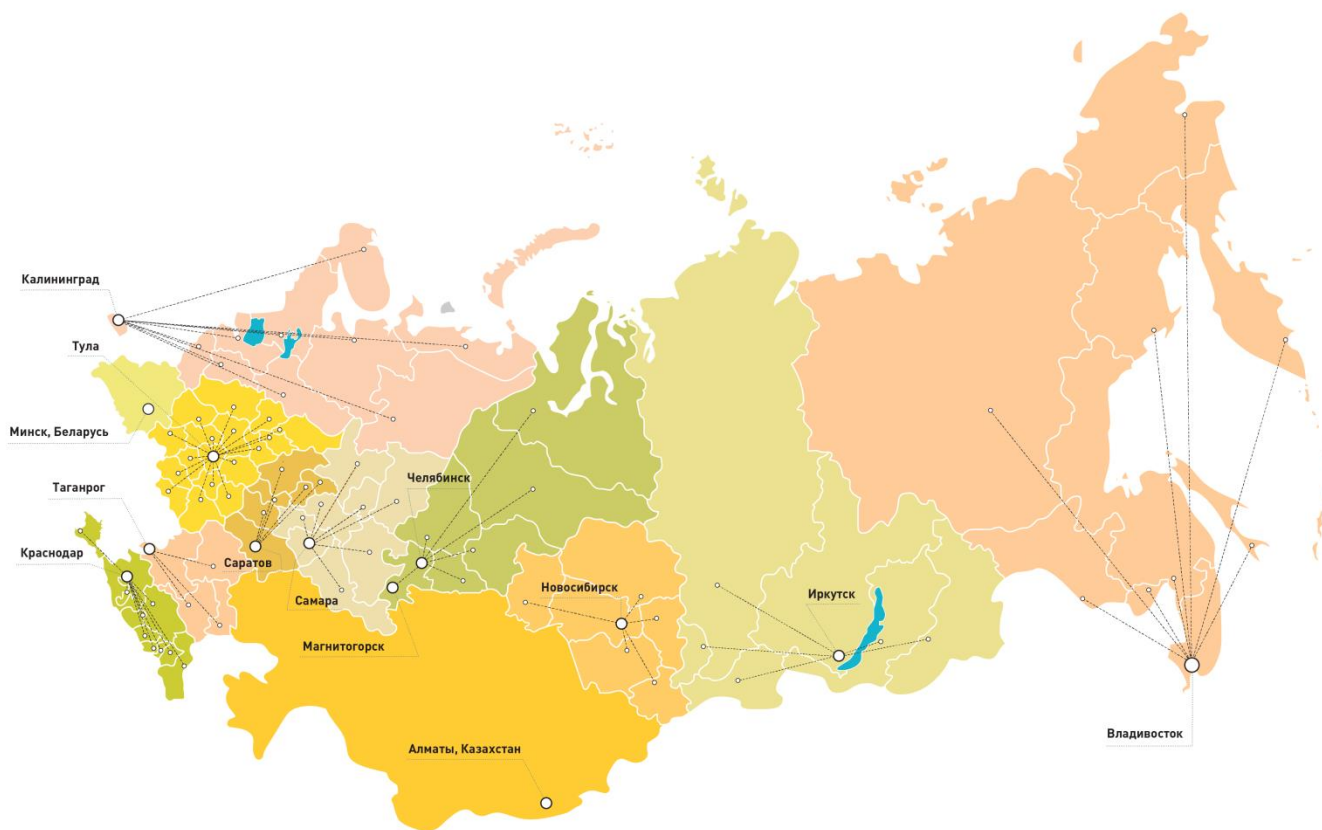 Калининград
Тула
Минск, Беларусь
Таганрог
Краснодар
Саратов
Самара
Магнитогорск
Челябинск
Новосибирск
Иркутск
Алматы, Казахстан
Владивосток